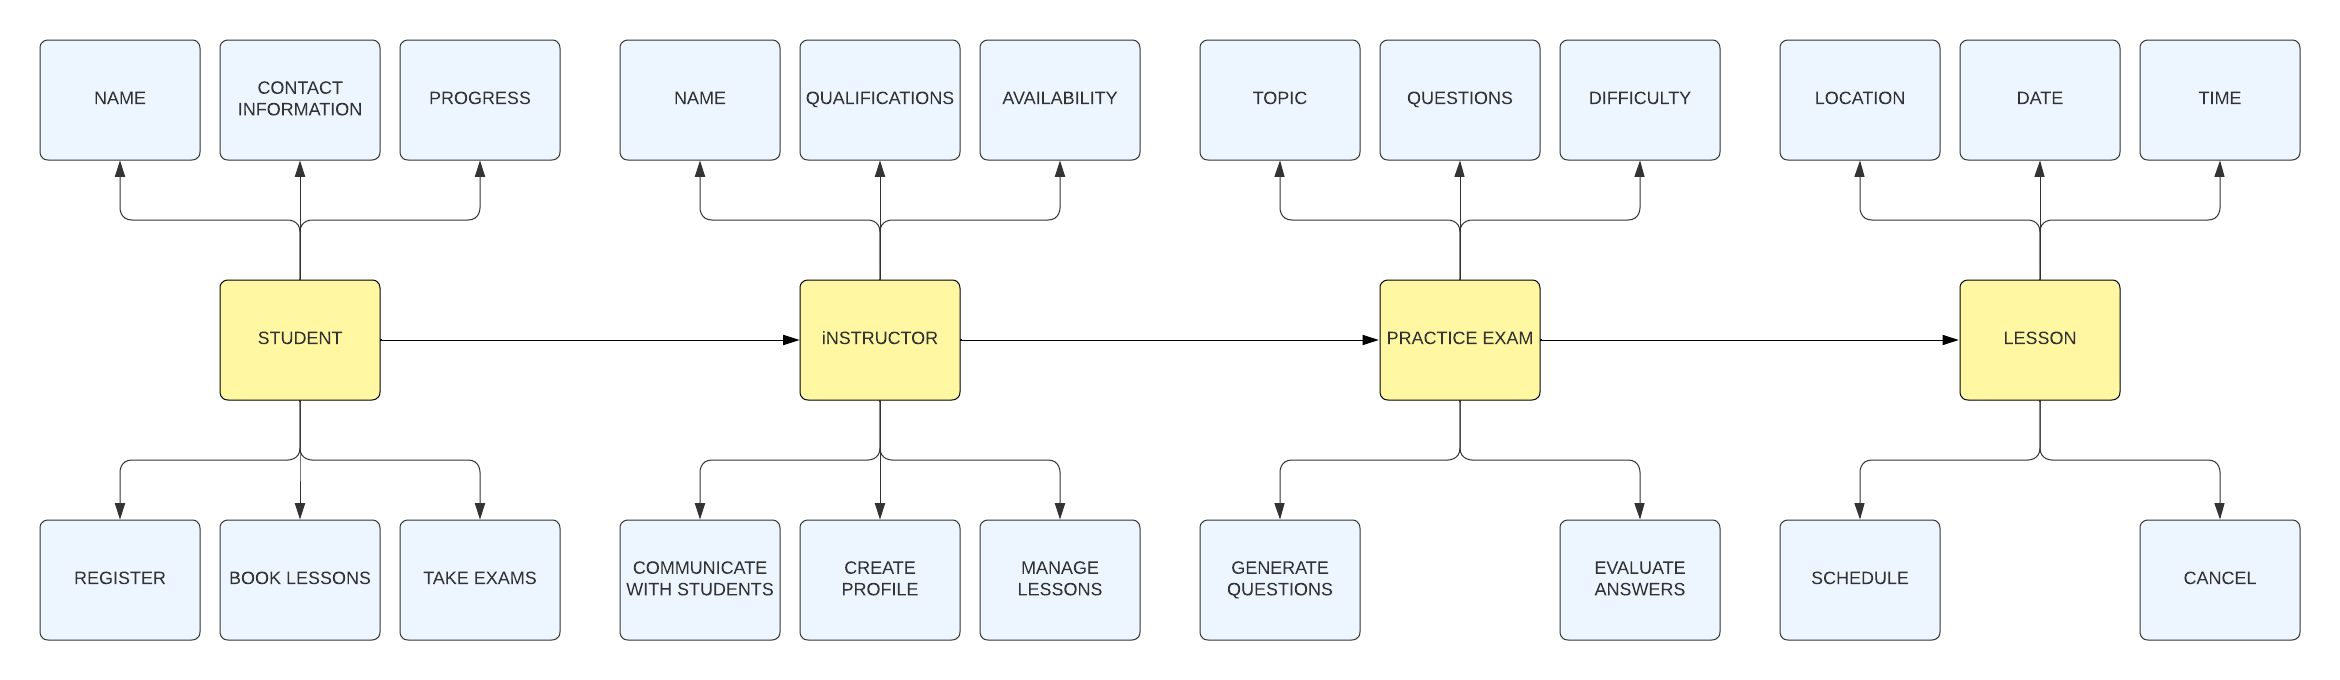 NAME
CONTACT
INFORMATION
PROGRESS
NAME
QUALIFICATIONS
AVAILABILITY
TOPIC
QUESTIONS
DIFFICULTY
LOCATION
DATE
TIME
STUDENT
iNSTRUCTOR
PRACTICE EXAM
LESSON
REGISTER
BOOK LESSONS
TAKE EXAMS
COMMUNICATE
WITH STUDENTS
CREATE
PROFILE
MANAGE
LESSONS
GENERATE
QUESTIONS
EVALUATE
ANSWERS
SCHEDULE
CANCEL